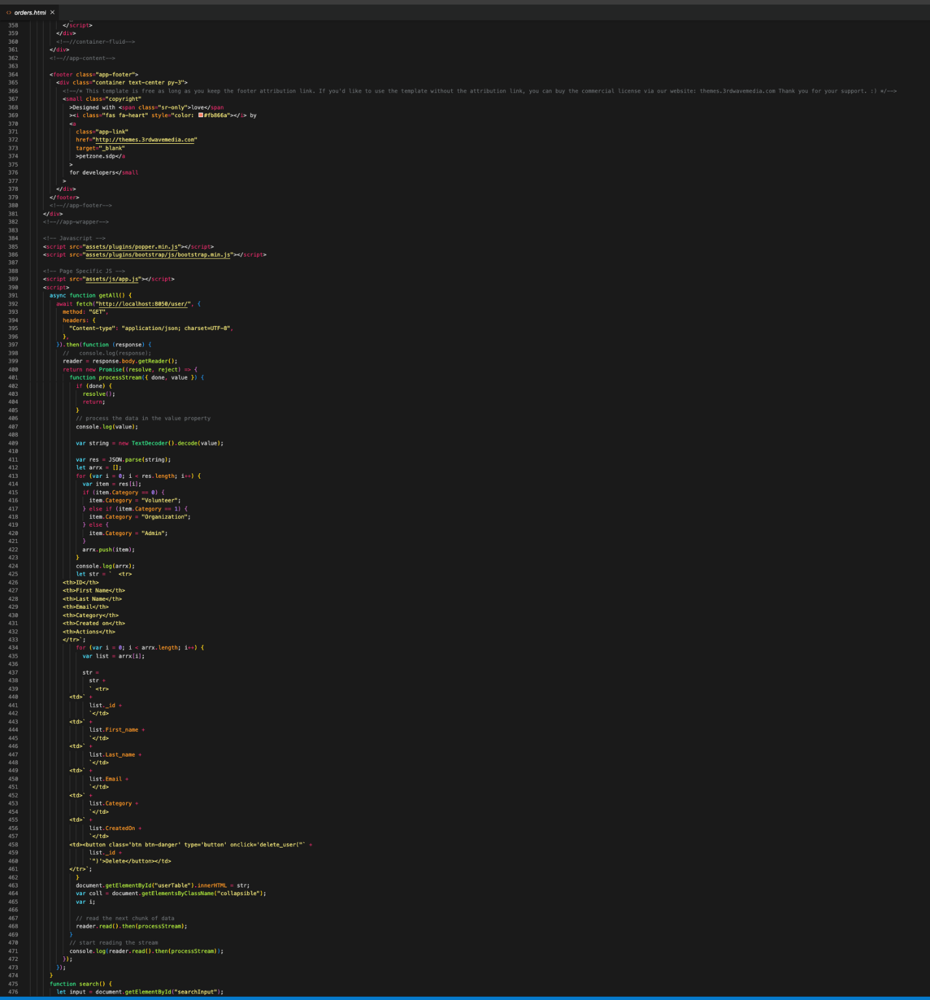 orders.html
358 </script>
359 </div>
360 <!--//container-fluid-->
361 </div>
362 <!--//app-content-->
363
364 <footer class="app-footer">
365 <div class="container text-center py-3">
366 <!--/* This template is free as long as you keep the footer attribution link. If you'd like to use the template without the attribution link, you can buy the commercial license via our website: themes.3rdwavemedia.com Thank you for your support. :) */-->
367 <small class="copyright"
368 >Designed with <span class="sr-only">love</span
369 ><i class="fas fa-heart" style="color: #fb866a"></i> by
370 <a
371 class="app-link"
372 href="http://themes.3rdwavemedia.com"
373 target="_blank"
374 >petzone.sdp</a
375 >
376 for developers</small
377 >
378 </div>
379 </footer>
380 <!--//app-footer-->
381 </div>
382 <!--//app-wrapper-->
383
384 <!-- Javascript -->
385 <script src="assets/plugins/popper.min.js"></script>
386 <script src="assets/plugins/bootstrap/js/bootstrap.min.js"></script>
387
388 <!-- Page Specific JS -->
389 <script src="assets/js/app.js"></script>
390 <script>
391 async function getAll() {
392 await fetch("http://localhost:8050/user/", {
393 method: "GET",
394 headers: {
395 "Content-type": "application/json; charset=UTF-8",
396 },
397 }).then(function (response) {
398 // console.log(response);
399 reader = response.body.getReader();
400 return new Promise((resolve, reject) => {
401 function processStream({ done, value }) {
402 if (done) {
403 resolve();
404 return;
405 }
406 // process the data in the value property
407 console.log(value);
408
409 var string = new TextDecoder().decode(value);
410
411 var res = JSON.parse(string);
412 let arrx = [];
413 for (var i = 0; i < res.length; i++) {
414 var item = res[i];
415 if (item.Category == 0) {
416 item.Category = "Volunteer";
417 } else if (item.Category == 1) {
418 item.Category = "Organization";
419 } else {
420 item.Category = "Admin";
421 }
422 arrx.push(item);
423 }
424 console.log(arrx);
425 let str = ` <tr>
426 <th>ID</th>
427 <th>First Name</th>
428 <th>Last Name</th>
429 <th>Email</th>
430 <th>Category</th>
431 <th>Created on</th>
432 <th>Actions</th>
433 </tr>`;
434 for (var i = 0; i < arrx.length; i++) {
435 var list = arrx[i];
436
437 str =
438 str +
439 ` <tr>
440 <td>` +
441 list._id +
442 `</td>
443 <td>` +
444 list.First_name +
445 `</td>
446 <td>` +
447 list.Last_name +
448 `</td>
449 <td>` +
450 list.Email +
451 `</td>
452 <td>` +
453 list.Category +
454 `</td>
455 <td>` +
456 list.CreatedOn +
457 `</td>
458 <td><button class='btn btn-danger' type='button' onclick='delete_user("` +
459 list._id +
460 `")'>Delete</button></td>
461 </tr>`;
462 }
463 document.getElementById("userTable").innerHTML = str;
464 var coll = document.getElementsByClassName("collapsible");
465 var i;
466
467 // read the next chunk of data
468 reader.read().then(processStream);
469 }
470 // start reading the stream
471 console.log(reader.read().then(processStream));
472 });
473 });
474 }
475 function search() {
476 let input = document.getElementById("searchInput");